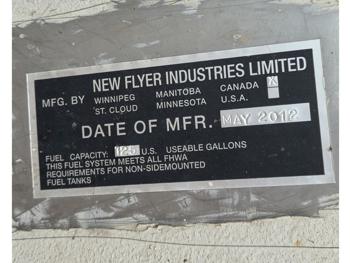 NEW FLYER INDUSTRIES LIMITED
MFG. BY WINNIPEG MANITOBA CANADA X
ST. CLOUD MINNESOTA U.S.A.
DATE OF MFR. MAY 2012
FUEL CAPACITY: 125 U.S. USEABLE GALLONS
THIS FUEL SYSTEM MEETS ALL FHWA
REQUIREMENTS FOR NON-SIDEMOUNTED
FUEL TANKS